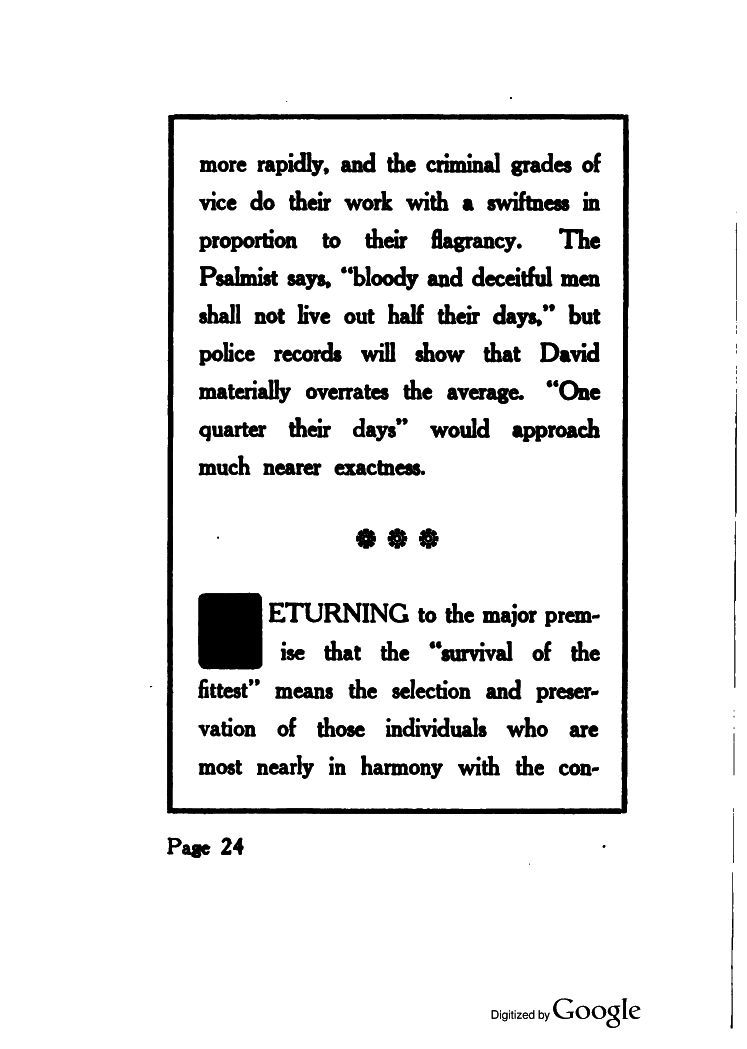 more rapidly, and the criminal grades of
vice do their work with a swiftness in
proportion to their flagrancy. The
Psalmist says, “bloody and deceitful men
shall not live out half their days,” but
police records will show that David
materially overrates the average. “One
quarter their days” would approach
much nearer exactness.
ETURNING to the major prem-
ise that the “survival of the
fittest” means the selection and preser-
vation of those individuals who are
most nearly in harmony with the con-
Page 24
Digitized by Google